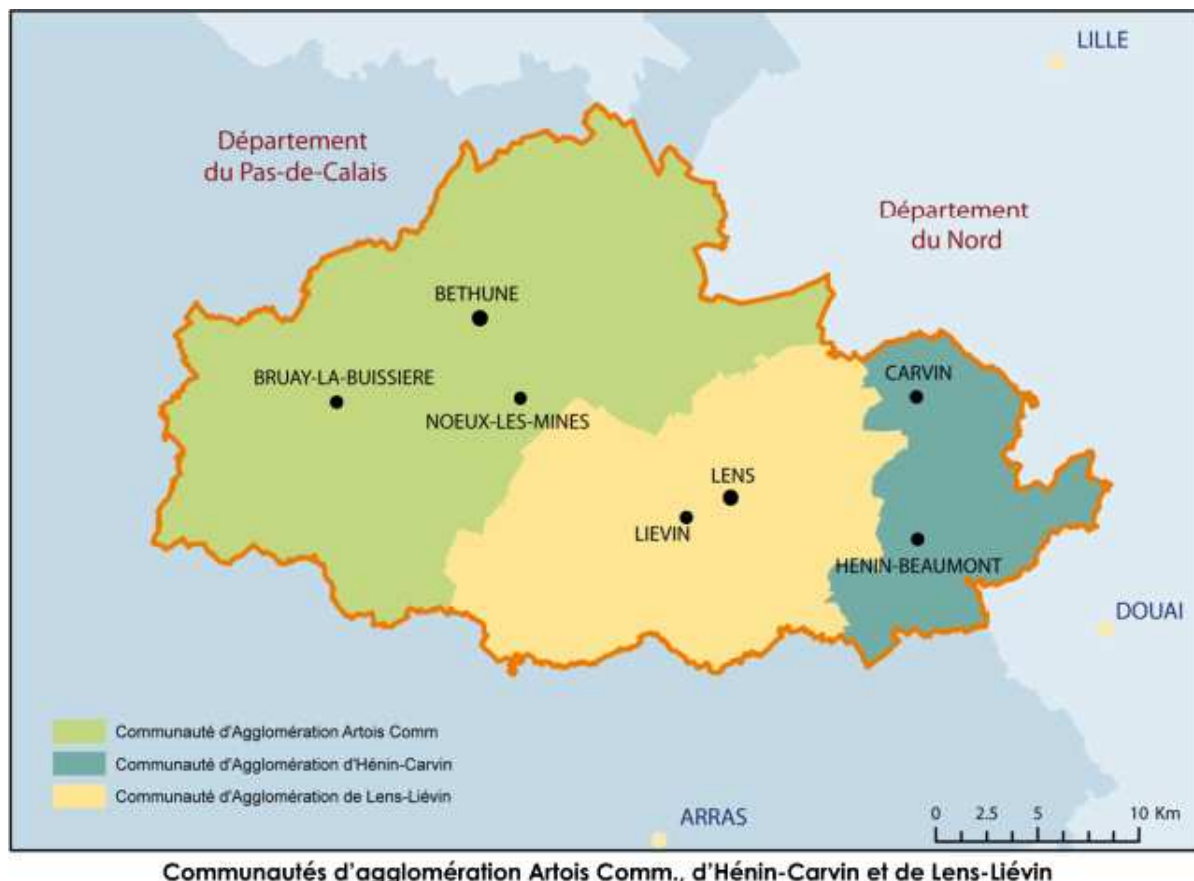 LILLE
Département
du Pas-de-Calais
Département
du Nord
BETHUNE
BRUAY-LA-BUISSIERE
NOEUX-LES-MINES
CARVIN
LENS
LIEVIN
HENIN-BEAUMONT
DOUAI
Communauté d'Agglomération Artois Comm
Communauté d'Agglomération d'Hénin-Carvin
Communauté d'Agglomération de Lens-Liévin
ARRAS
0 2.5 5 10 Km
Communautés d'agglomération Artois Comm., d'Hénin-Carvin et de Lens-Liévin